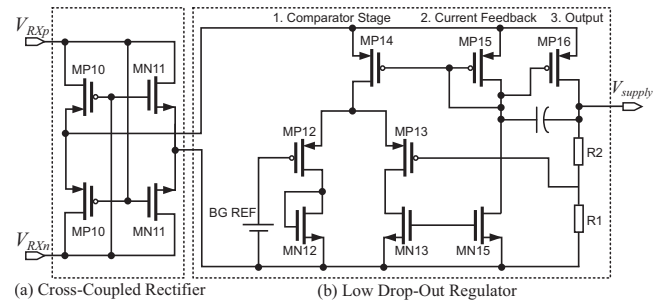 V_RXp
1. Comparator Stage
2. Current Feedback
3. Output
MP14
MP15
MP16
MP10
MN11
V_supply
MP12
MP13
R2
BG REF
R1
MP10
MN11
MN12
MN13
MN15
V_RXn
(a) Cross-Coupled Rectifier
(b) Low Drop-Out Regulator